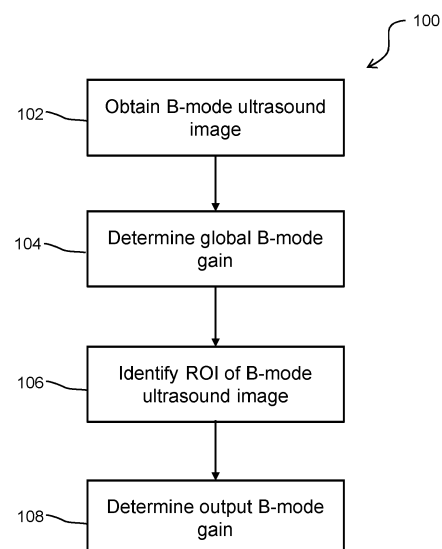 100
102
Obtain B-mode ultrasound
image
104
Determine global B-mode
gain
106
Identify ROI of B-mode
ultrasound image
108
Determine output B-mode
gain